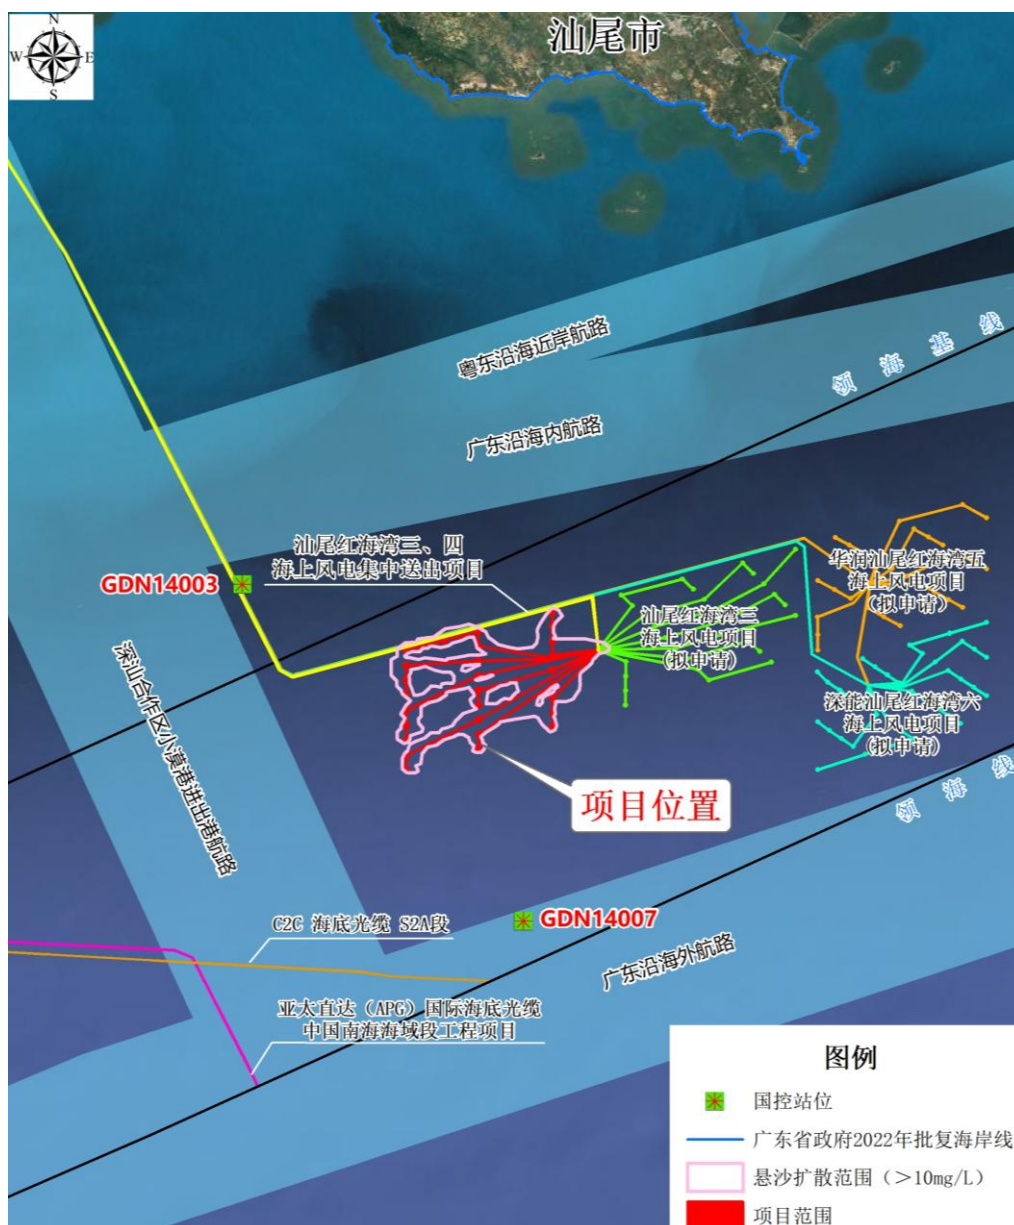 N
W
E
S
汕尾市
粤东沿海近岸航路
领海基线
广东沿海内航路
汕尾红海湾三、四
海上风电集中送出项目
GDN14003
华润汕尾红海湾五
海上风电项目
(拟申请)
汕尾红海湾三
海上风电项目
(拟申请)
深汕合作区小漠港进出港航路
深能汕尾红海湾六
海上风电项目
(拟申请)
项目位置
领海线
C2C 海底光缆 S2A段
GDN14007
广东沿海外航路
亚太直达（APG）国际海底光缆
中国南海海域段工程项目
图例
国控站位
广东省政府2022年批复海岸线
悬沙扩散范围（＞10mg/L）
项目范围